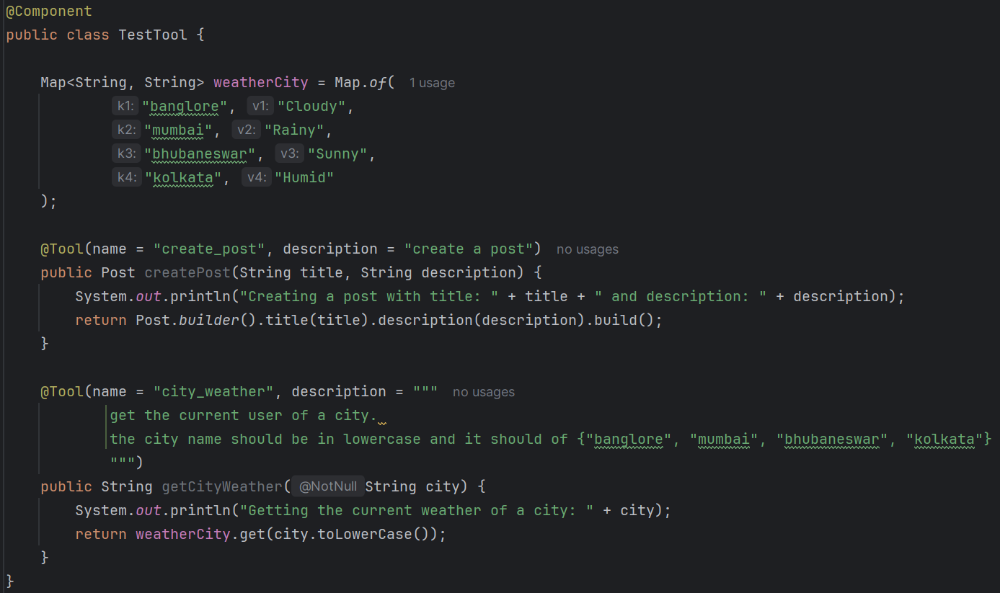 @Component
public class TestTool {
Map<String, String> weatherCity = Map.of( 1 usage
k1: "banglore", v1: "Cloudy",
k2: "mumbai", v2: "Rainy",
k3: "bhubaneswar", v3: "Sunny",
k4: "kolkata", v4: "Humid"
);
@Tool(name = "create_post", description = "create a post") no usages
public Post createPost(String title, String description) {
System.out.println("Creating a post with title: " + title + " and description: " + description);
return Post.builder().title(title).description(description).build();
}
@Tool(name = "city_weather", description = """ no usages
get the current user of a city.
the city name should be in lowercase and it should of {"banglore", "mumbai", "bhubaneswar", "kolkata"}
""")
public String getCityWeather( @NotNull String city) {
System.out.println("Getting the current weather of a city: " + city);
return weatherCity.get(city.toLowerCase());
}
}